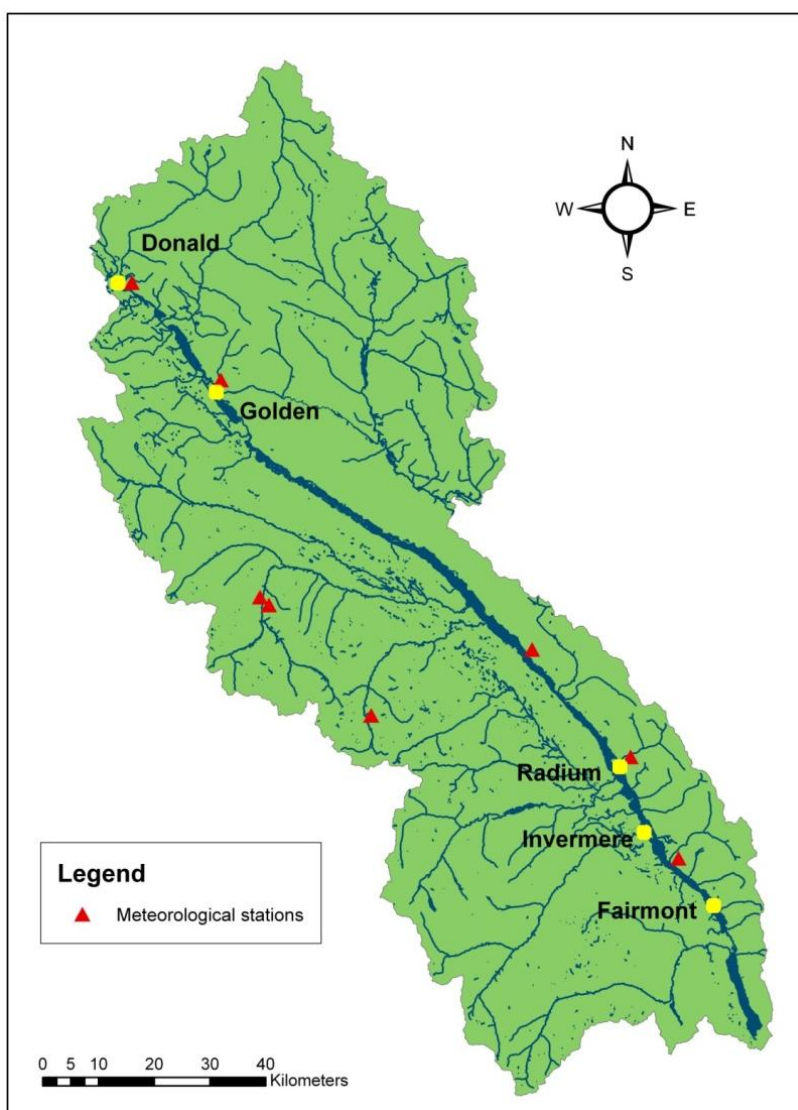 N
W E
S
Donald
Golden
Radium
Invermere
Fairmont
Legend
Meteorological stations
0 5 10 20 30 40
Kilometers